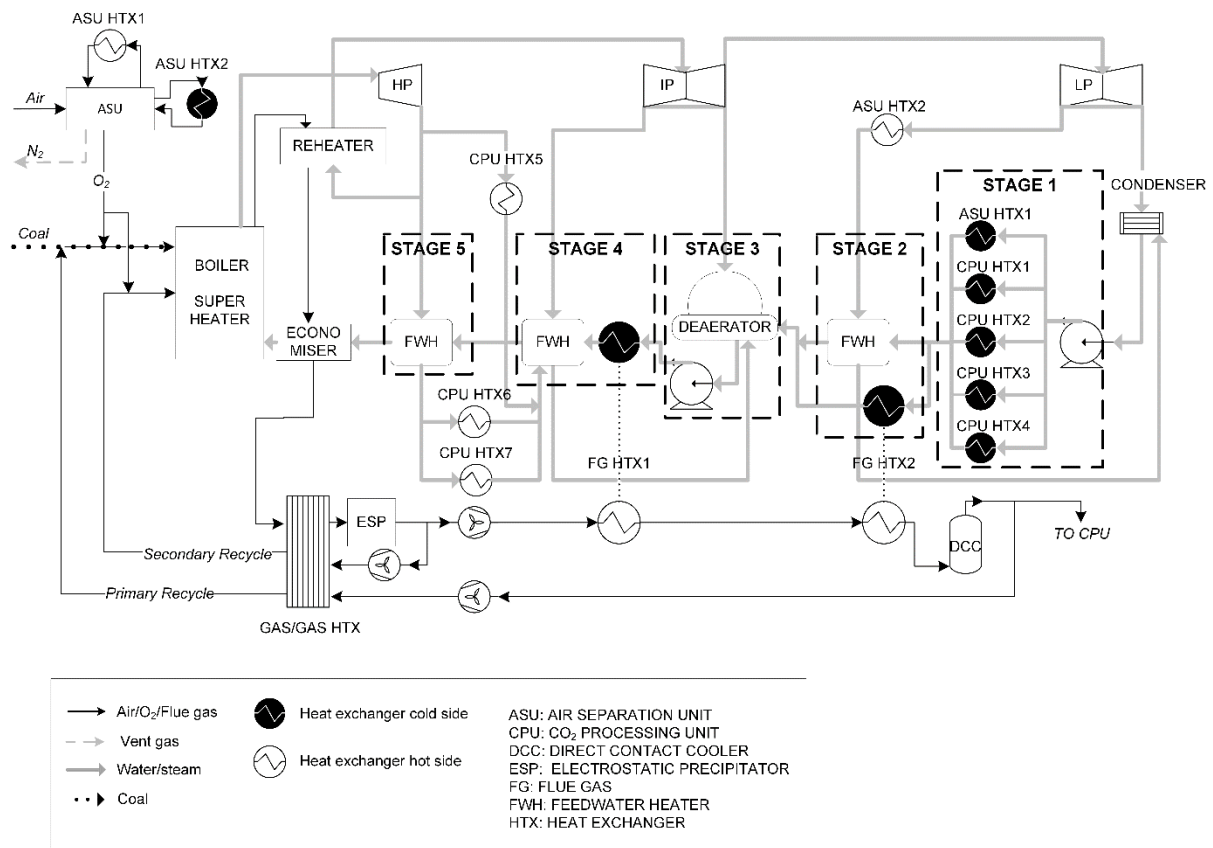 ASU HTX1
ASU HTX2
Air
ASU
N2
O2
Coal
BOILER
SUPER
HEATER
REHEATER
ECONO
MISER
HP
IP
LP
CPU HTX5
ASU HTX2
STAGE 5
FWH
STAGE 4
FWH
STAGE 3
DEAERATOR
STAGE 2
FWH
STAGE 1
ASU HTX1
CPU HTX1
CPU HTX2
CPU HTX3
CPU HTX4
CONDENSER
CPU HTX6
CPU HTX7
FG HTX1
FG HTX2
ESP
DCC
TO CPU
Secondary Recycle
Primary Recycle
GAS/GAS HTX
Air/O2/Flue gas
Vent gas
Water/steam
Coal
Heat exchanger cold side
Heat exchanger hot side
ASU: AIR SEPARATION UNIT
CPU: CO2 PROCESSING UNIT
DCC: DIRECT CONTACT COOLER
ESP: ELECTROSTATIC PRECIPITATOR
FG: FLUE GAS
FWH: FEEDWATER HEATER
HTX: HEAT EXCHANGER